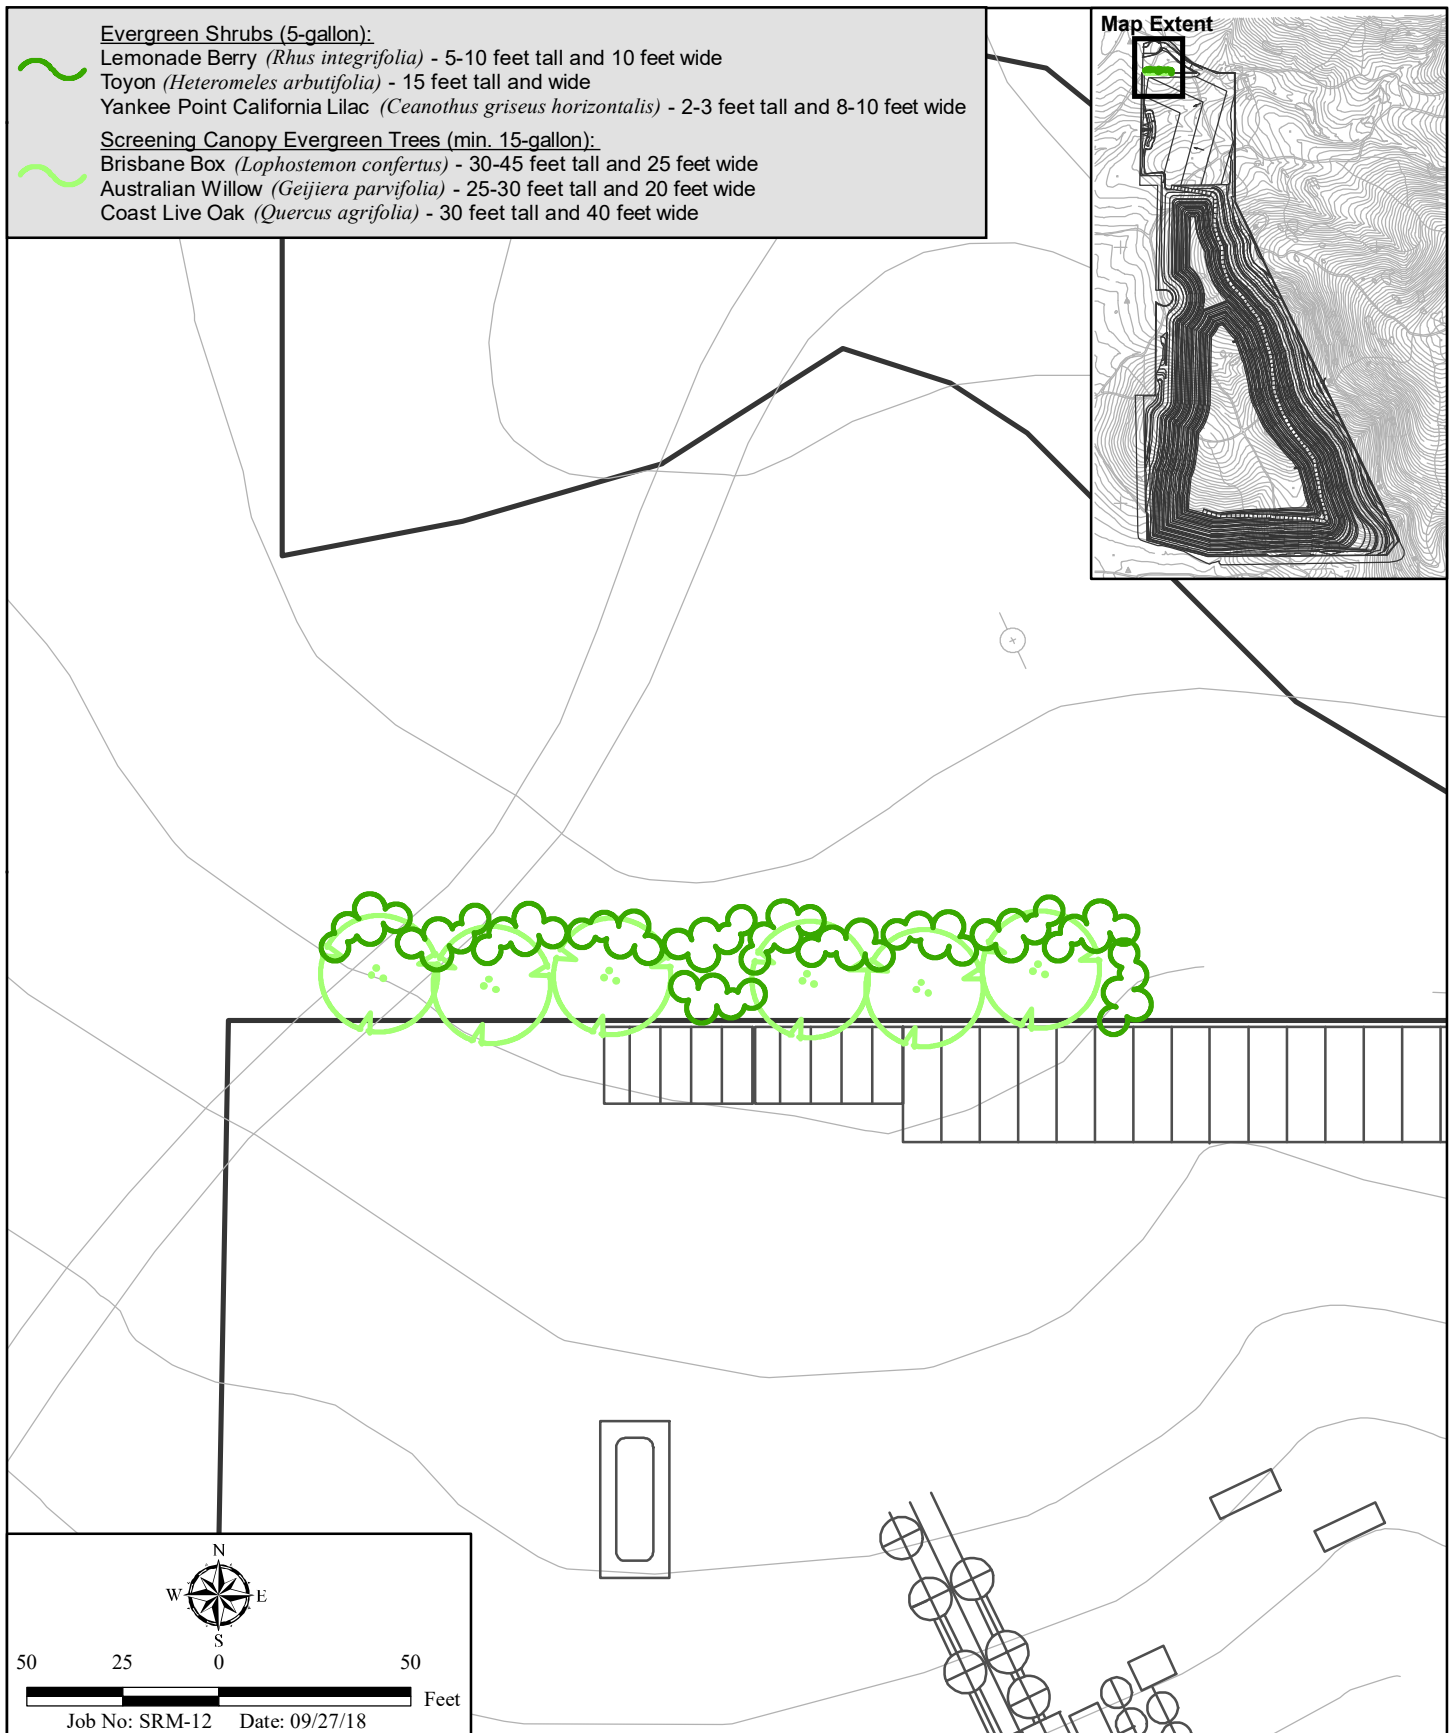 Evergreen Shrubs (5-gallon):
Lemonade Berry (Rhus integrifolia) - 5-10 feet tall and 10 feet wide
Toyon (Heteromeles arbutifolia) - 15 feet tall and wide
Yankee Point California Lilac (Ceanothus griseus horizontalis) - 2-3 feet tall and 8-10 feet wide
Screening Canopy Evergreen Trees (min. 15-gallon):
Brisbane Box (Lophostemon confertus) - 30-45 feet tall and 25 feet wide
Australian Willow (Geijiera parvifolia) - 25-30 feet tall and 20 feet wide
Coast Live Oak (Quercus agrifolia) - 30 feet tall and 40 feet wide
Map Extent
N
W E
S
50 25 0 50
Feet
Job No: SRM-12 Date: 09/27/18